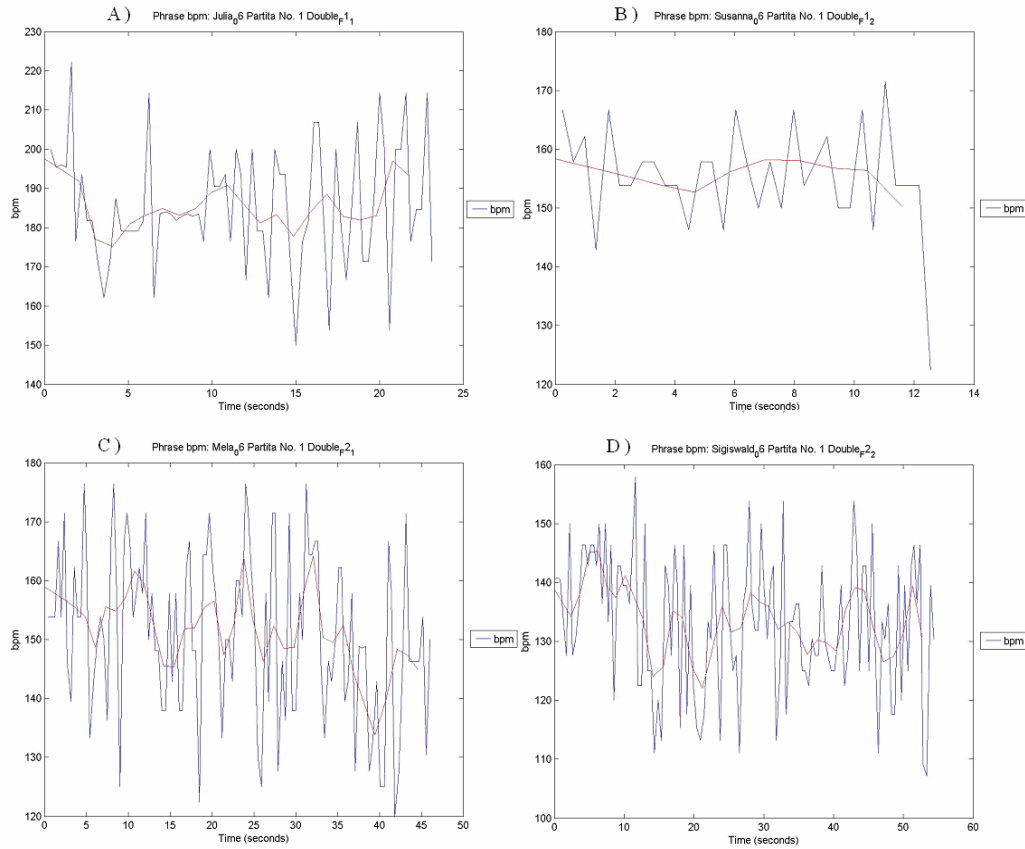 A )
Phrase bpm: Julia₀6 Partita No. 1 Double_F1₁
230
220
210
200
190
180
170
160
150
140
bpm
0 5 10 15 20 25
Time (seconds)
bpm
B )
Phrase bpm: Susanna₀6 Partita No. 1 Double_F1₂
180
170
160
150
140
130
120
bpm
0 2 4 6 8 10 12 14
Time (seconds)
bpm
C )
Phrase bpm: Mela₀6 Partita No. 1 Double_F2₁
180
170
160
150
140
130
120
bpm
0 5 10 15 20 25 30 35 40 45 50
Time (seconds)
bpm
D )
Phrase bpm: Sigiswald₀6 Partita No. 1 Double_F2₂
160
150
140
130
120
110
100
bpm
0 10 20 30 40 50 60
Time (seconds)
bpm